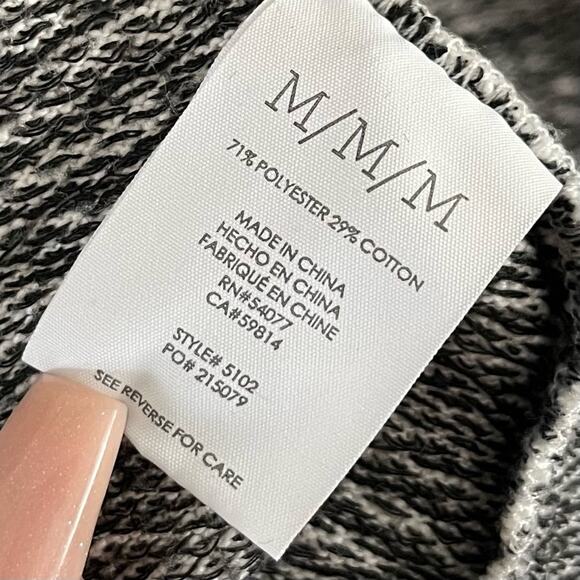 M/M/M
71% POLYESTER 29% COTTON
MADE IN CHINA
HECHO EN CHINA
FABRIQUÉ EN CHINE
RN#54077
CA#59814
STYLE# 5102
PO# 215079
SEE REVERSE FOR CARE